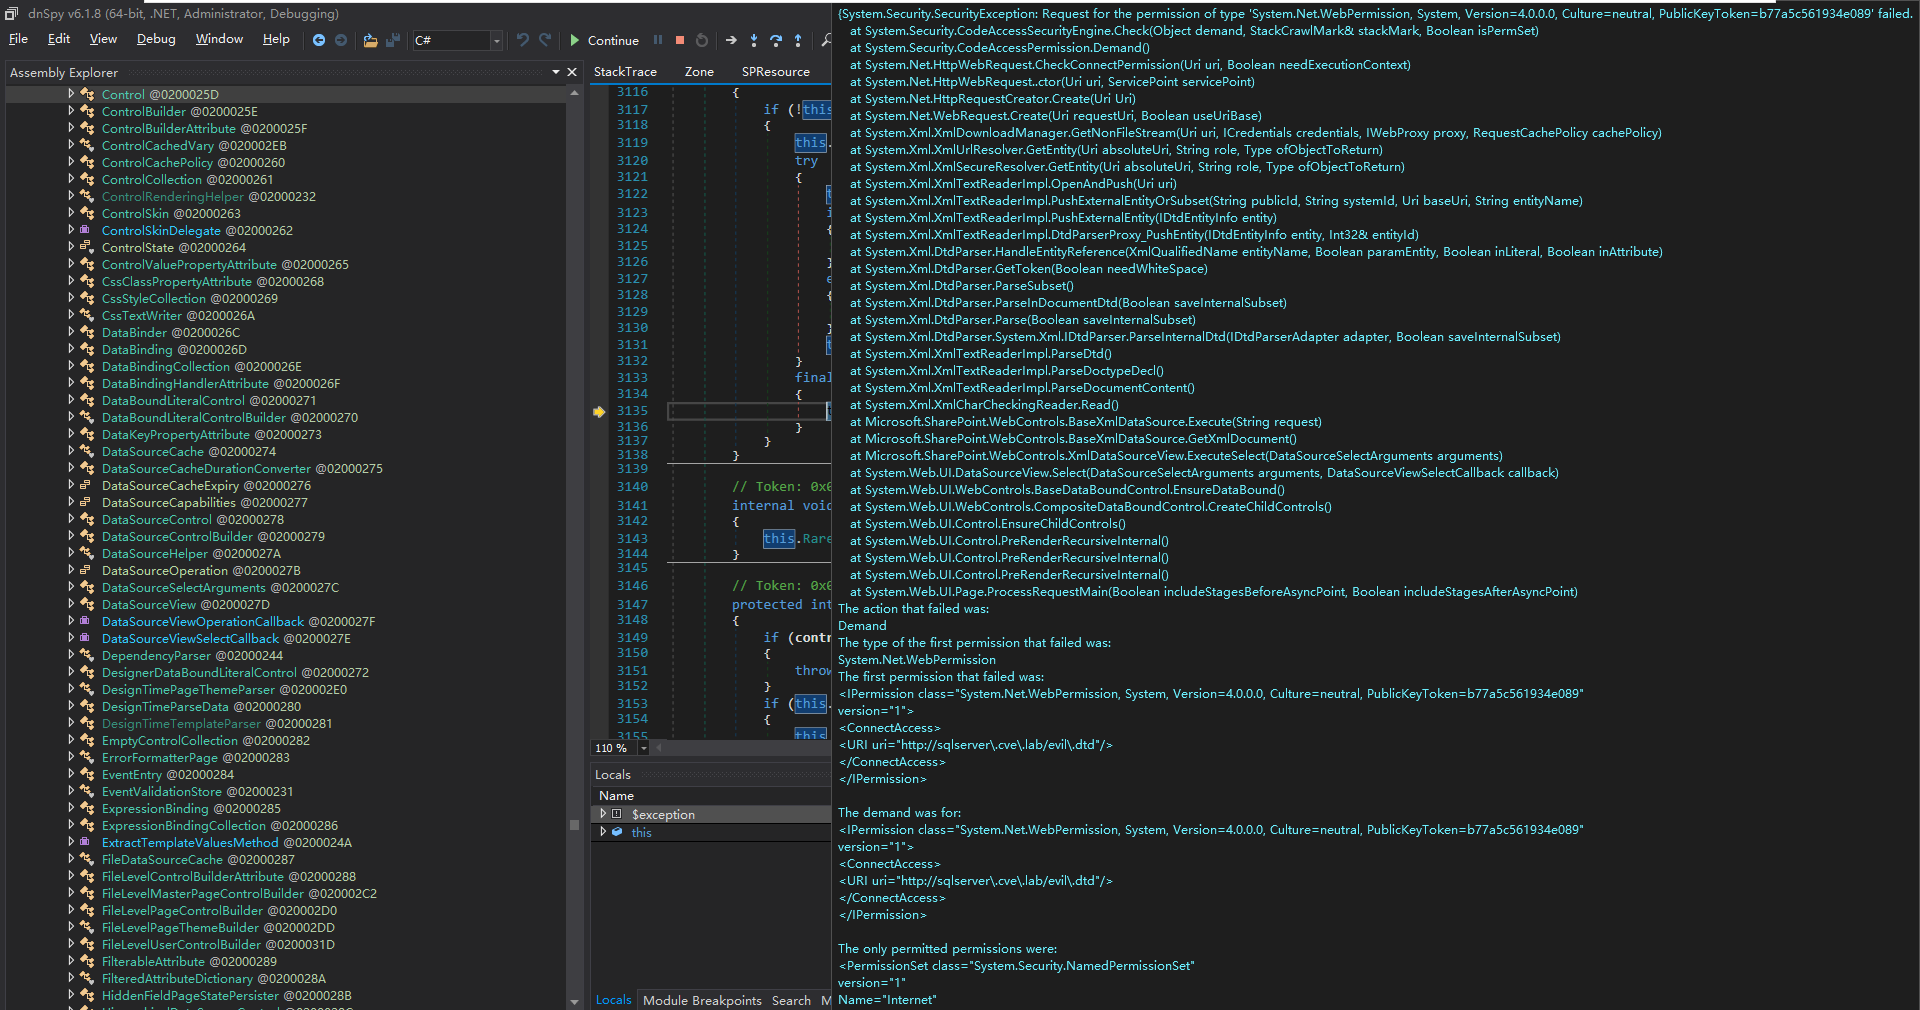 dnSpy v6.1.8 (64-bit, .NET, Administrator, Debugging)
File Edit View Debug Window Help C# Continue
Assembly Explorer
Control @0200025D
ControlBuilder @0200025E
ControlBuilderAttribute @0200025F
ControlCachedVary @020002EB
ControlCachePolicy @02000260
ControlCollection @02000261
ControlRenderingHelper @02000232
ControlSkin @02000263
ControlSkinDelegate @02000262
ControlState @02000264
ControlValuePropertyAttribute @02000265
CssClassPropertyAttribute @02000268
CssStyleCollection @02000269
CssTextWriter @0200026A
DataBinder @0200026C
DataBinding @0200026D
DataBindingCollection @0200026E
DataBindingHandlerAttribute @0200026F
DataBoundLiteralControl @02000271
DataBoundLiteralControlBuilder @02000270
DataKeyPropertyAttribute @02000273
DataSourceCache @02000274
DataSourceCacheDurationConverter @02000275
DataSourceCacheExpiry @02000276
DataSourceCapabilities @02000277
DataSourceControl @02000278
DataSourceControlBuilder @02000279
DataSourceHelper @0200027A
DataSourceOperation @0200027B
DataSourceSelectArguments @0200027C
DataSourceView @0200027D
DataSourceViewOperationCallback @0200027F
DataSourceViewSelectCallback @0200027E
DependencyParser @02000244
DesignerDataBoundLiteralControl @02000272
DesignTimePageThemeParser @020002E0
DesignTimeParseData @02000280
DesignTimeTemplateParser @02000281
EmptyControlCollection @02000282
ErrorFormatterPage @02000283
EventEntry @02000284
EventValidationStore @02000231
ExpressionBinding @02000285
ExpressionBindingCollection @02000286
ExtractTemplateValuesMethod @0200024A
FileDataSourceCache @02000287
FileLevelControlBuilderAttribute @02000288
FileLevelMasterPageControlBuilder @020002C2
FileLevelPageControlBuilder @020002D0
FileLevelPageThemeBuilder @020002DD
FileLevelUserControlBuilder @0200031D
FilterableAttribute @02000289
FilteredAttributeDictionary @0200028A
HiddenFieldPageStatePersister @0200028B
StackTrace Zone SPResource
3116 {
3117 if (!this
3118 {
3119 this.
3120 try
3121 {
3122
3123 i
3124 {
3125
3126 }
3127 e
3128 {
3129
3130 }
3131 t
3132 }
3133 final
3134 {
3135 t
3136 }
3137 }
3138 }
3139
3140 // Token: 0x0
3141 internal void
3142 {
3143 this.Rare
3144 }
3145
3146 // Token: 0x0
3147 protected int
3148 {
3149 if (contr
3150 {
3151 throw
3152 }
3153 if (this.
3154 {
3155 this
110 %
Locals
Name
$exception
this
Locals Module Breakpoints Search M
{System.Security.SecurityException: Request for the permission of type 'System.Net.WebPermission, System, Version=4.0.0.0, Culture=neutral, PublicKeyToken=b77a5c561934e089' failed.
at System.Security.CodeAccessSecurityEngine.Check(Object demand, StackCrawlMark& stackMark, Boolean isPermSet)
at System.Security.CodeAccessPermission.Demand()
at System.Net.HttpWebRequest.CheckConnectPermission(Uri uri, Boolean needExecutionContext)
at System.Net.HttpWebRequest..ctor(Uri uri, ServicePoint servicePoint)
at System.Net.HttpRequestCreator.Create(Uri Uri)
at System.Net.WebRequest.Create(Uri requestUri, Boolean useUriBase)
at System.Xml.XmlDownloadManager.GetNonFileStream(Uri uri, ICredentials credentials, IWebProxy proxy, RequestCachePolicy cachePolicy)
at System.Xml.XmlUrlResolver.GetEntity(Uri absoluteUri, String role, Type ofObjectToReturn)
at System.Xml.XmlSecureResolver.GetEntity(Uri absoluteUri, String role, Type ofObjectToReturn)
at System.Xml.XmlTextReaderImpl.OpenAndPush(Uri uri)
at System.Xml.XmlTextReaderImpl.PushExternalEntityOrSubset(String publicId, String systemId, Uri baseUri, String entityName)
at System.Xml.XmlTextReaderImpl.PushExternalEntity(IDtdEntityInfo entity)
at System.Xml.XmlTextReaderImpl.DtdParserProxy_PushEntity(IDtdEntityInfo entity, Int32& entityId)
at System.Xml.DtdParser.HandleEntityReference(XmlQualifiedName entityName, Boolean paramEntity, Boolean inLiteral, Boolean inAttribute)
at System.Xml.DtdParser.GetToken(Boolean needWhiteSpace)
at System.Xml.DtdParser.ParseSubset()
at System.Xml.DtdParser.ParseInDocumentDtd(Boolean saveInternalSubset)
at System.Xml.DtdParser.Parse(Boolean saveInternalSubset)
at System.Xml.DtdParser.System.Xml.IDtdParser.ParseInternalDtd(IDtdParserAdapter adapter, Boolean saveInternalSubset)
at System.Xml.XmlTextReaderImpl.ParseDtd()
at System.Xml.XmlTextReaderImpl.ParseDoctypeDecl()
at System.Xml.XmlTextReaderImpl.ParseDocumentContent()
at System.Xml.XmlCharCheckingReader.Read()
at Microsoft.SharePoint.WebControls.BaseXmlDataSource.Execute(String request)
at Microsoft.SharePoint.WebControls.BaseXmlDataSource.GetXmlDocument()
at Microsoft.SharePoint.WebControls.XmlDataSourceView.ExecuteSelect(DataSourceSelectArguments arguments)
at System.Web.UI.DataSourceView.Select(DataSourceSelectArguments arguments, DataSourceViewSelectCallback callback)
at System.Web.UI.WebControls.BaseDataBoundControl.EnsureDataBound()
at System.Web.UI.WebControls.CompositeDataBoundControl.CreateChildControls()
at System.Web.UI.Control.EnsureChildControls()
at System.Web.UI.Control.PreRenderRecursiveInternal()
at System.Web.UI.Control.PreRenderRecursiveInternal()
at System.Web.UI.Control.PreRenderRecursiveInternal()
at System.Web.UI.Page.ProcessRequestMain(Boolean includeStagesBeforeAsyncPoint, Boolean includeStagesAfterAsyncPoint)
The action that failed was:
Demand
The type of the first permission that failed was:
System.Net.WebPermission
The first permission that failed was:
<IPermission class="System.Net.WebPermission, System, Version=4.0.0.0, Culture=neutral, PublicKeyToken=b77a5c561934e089"
version="1">
<ConnectAccess>
<URI uri="http://sqlserver\.cve\.lab/evil\.dtd"/>
</ConnectAccess>
</IPermission>
The demand was for:
<IPermission class="System.Net.WebPermission, System, Version=4.0.0.0, Culture=neutral, PublicKeyToken=b77a5c561934e089"
version="1">
<ConnectAccess>
<URI uri="http://sqlserver\.cve\.lab/evil\.dtd"/>
</ConnectAccess>
</IPermission>
The only permitted permissions were:
<PermissionSet class="System.Security.NamedPermissionSet"
version="1"
Name="Internet"